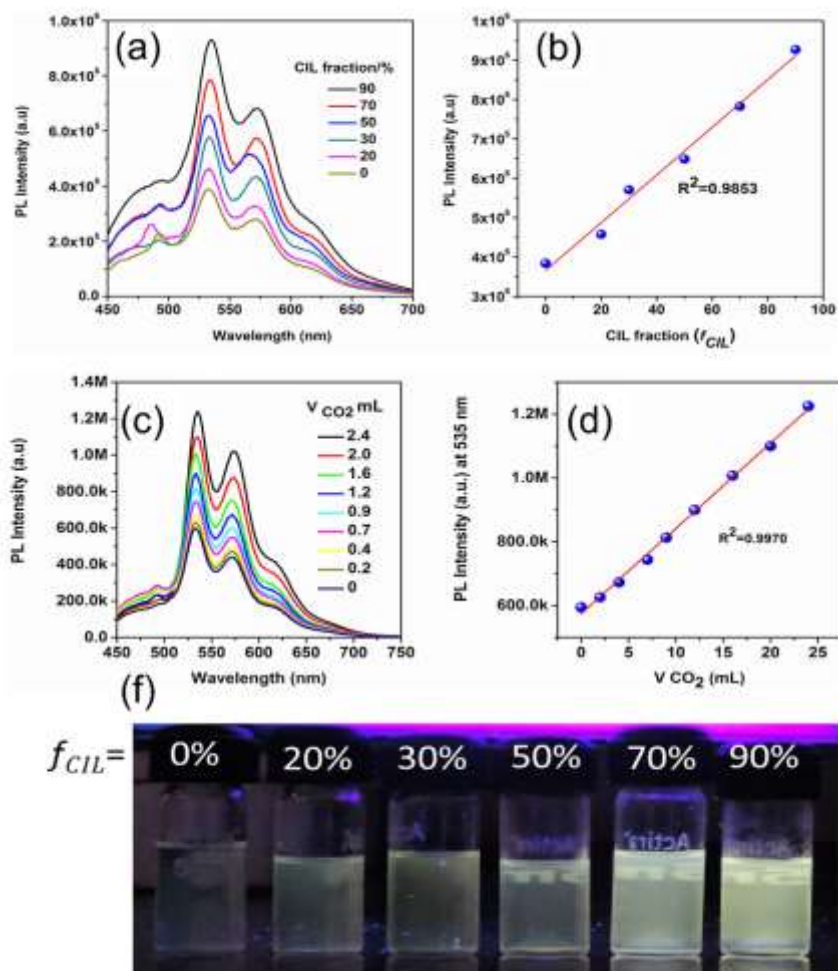 (a)
PL Intensity (a.u)
1.0x10⁶
8.0x10⁵
6.0x10⁵
4.0x10⁵
2.0x10⁵
0.0
450 500 550 600 650 700
Wavelength (nm)
CIL fraction/%
90
70
50
30
20
0
(b)
PL Intensity (a.u)
9x10⁵
8x10⁵
7x10⁵
6x10⁵
5x10⁵
4x10⁵
3x10⁵
0 20 40 60 80 100
CIL fraction (f_CIL)
R²=0.9853
(c)
PL Intensity (a.u)
1.4M
1.2M
1.0M
800.0k
600.0k
400.0k
200.0k
0.0
450 500 550 600 650 700 750
Wavelength (nm)
V CO2 mL
2.4
2.0
1.6
1.2
0.9
0.7
0.4
0.2
0
(d)
PL Intensity (a.u.) at 535 nm
1.2M
1.0M
800.0k
600.0k
0 5 10 15 20 25
V CO₂ (mL)
R²=0.9970
(f)
f_CIL= 0% 20% 30% 50% 70% 90%